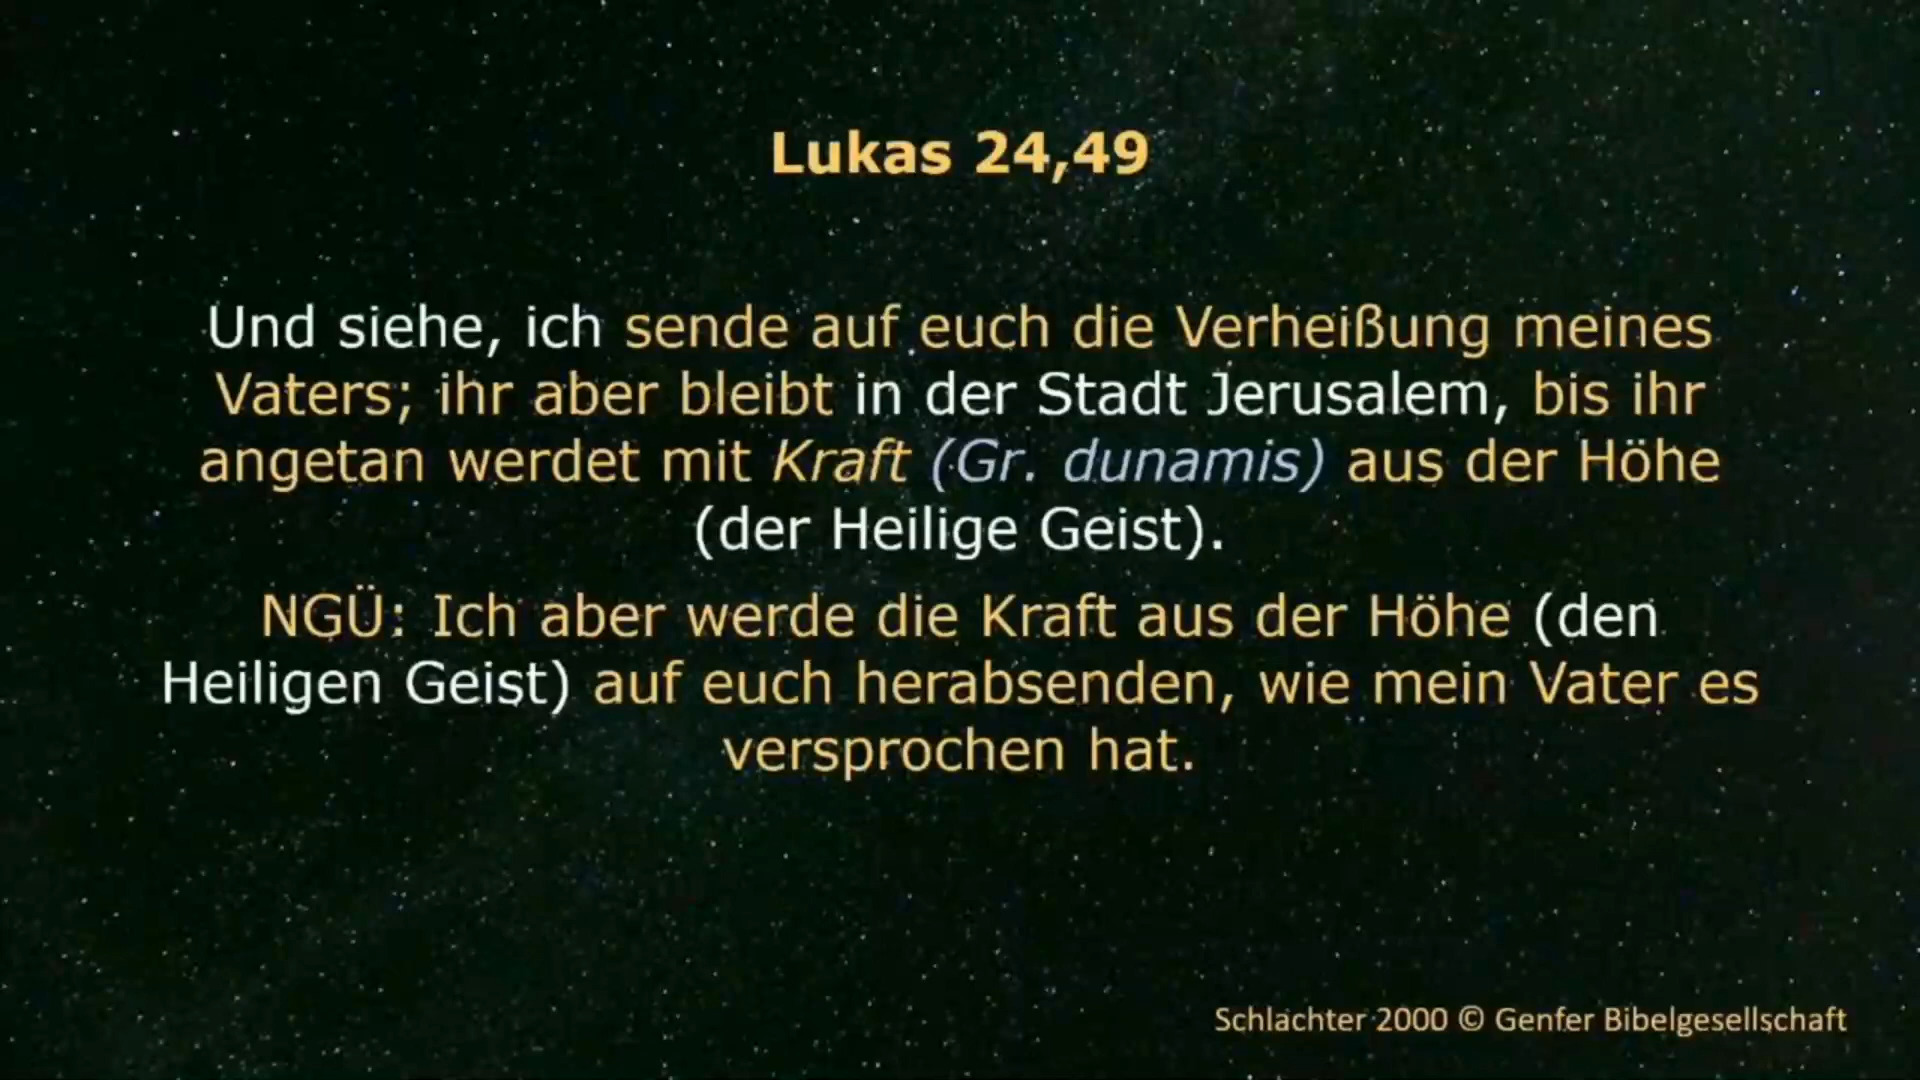 Lukas 24,49
Und siehe, ich sende auf euch die Verheißung meines
Vaters; ihr aber bleibt in der Stadt Jerusalem, bis ihr
angetan werdet mit Kraft (Gr. dunamis) aus der Höhe
(der Heilige Geist).
NGÜ: Ich aber werde die Kraft aus der Höhe (den
Heiligen Geist) auf euch herabsenden, wie mein Vater es
versprochen hat.
Schlachter 2000 © Genfer Bibelgesellschaft